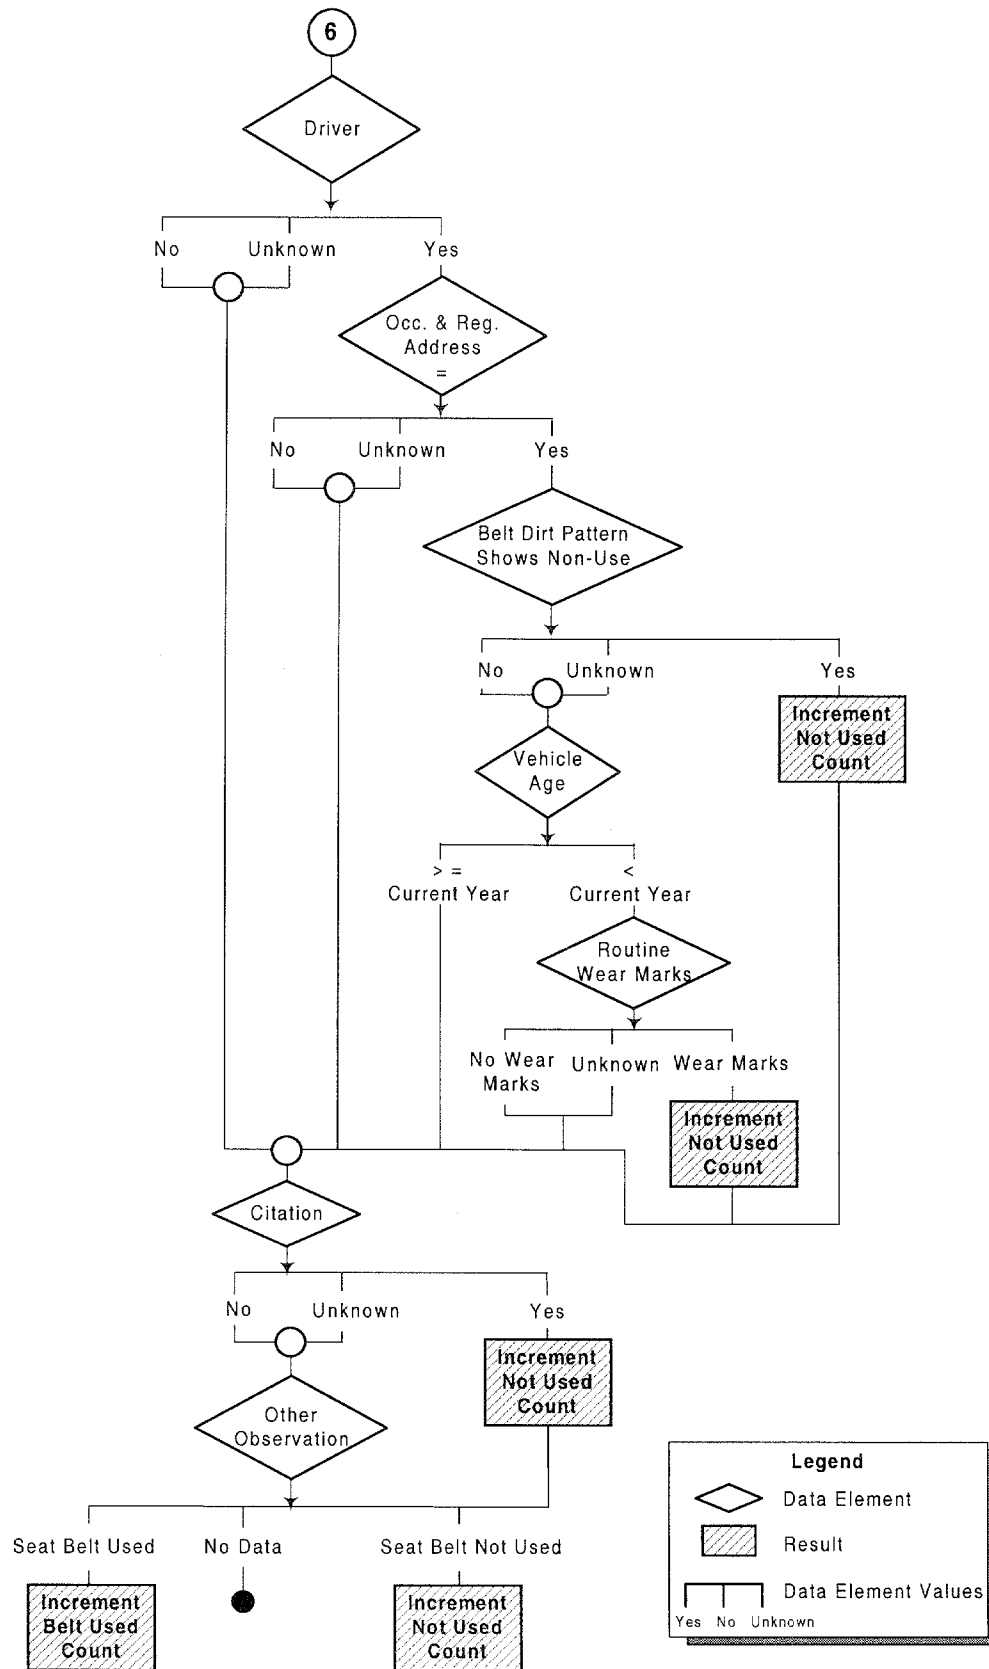 6
Driver
No
Unknown
Yes
Occ. & Reg.
Address
=
No
Unknown
Yes
Belt Dirt Pattern
Shows Non-Use
No
Unknown
Yes
Increment
Not Used
Count
Vehicle
Age
> =
Current Year
<
Current Year
Routine
Wear Marks
No Wear
Marks
Unknown
Wear Marks
Increment
Not Used
Count
Citation
No
Unknown
Yes
Increment
Not Used
Count
Other
Observation
Seat Belt Used
No Data
Seat Belt Not Used
Increment
Belt Used
Count
Increment
Not Used
Count
Legend
Data Element
Result
Data Element Values
Yes No Unknown